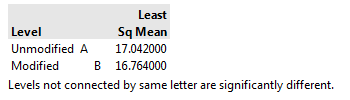 Least
Level Sq Mean
Unmodified A 17.042000
Modified B 16.764000
Levels not connected by same letter are significantly different.